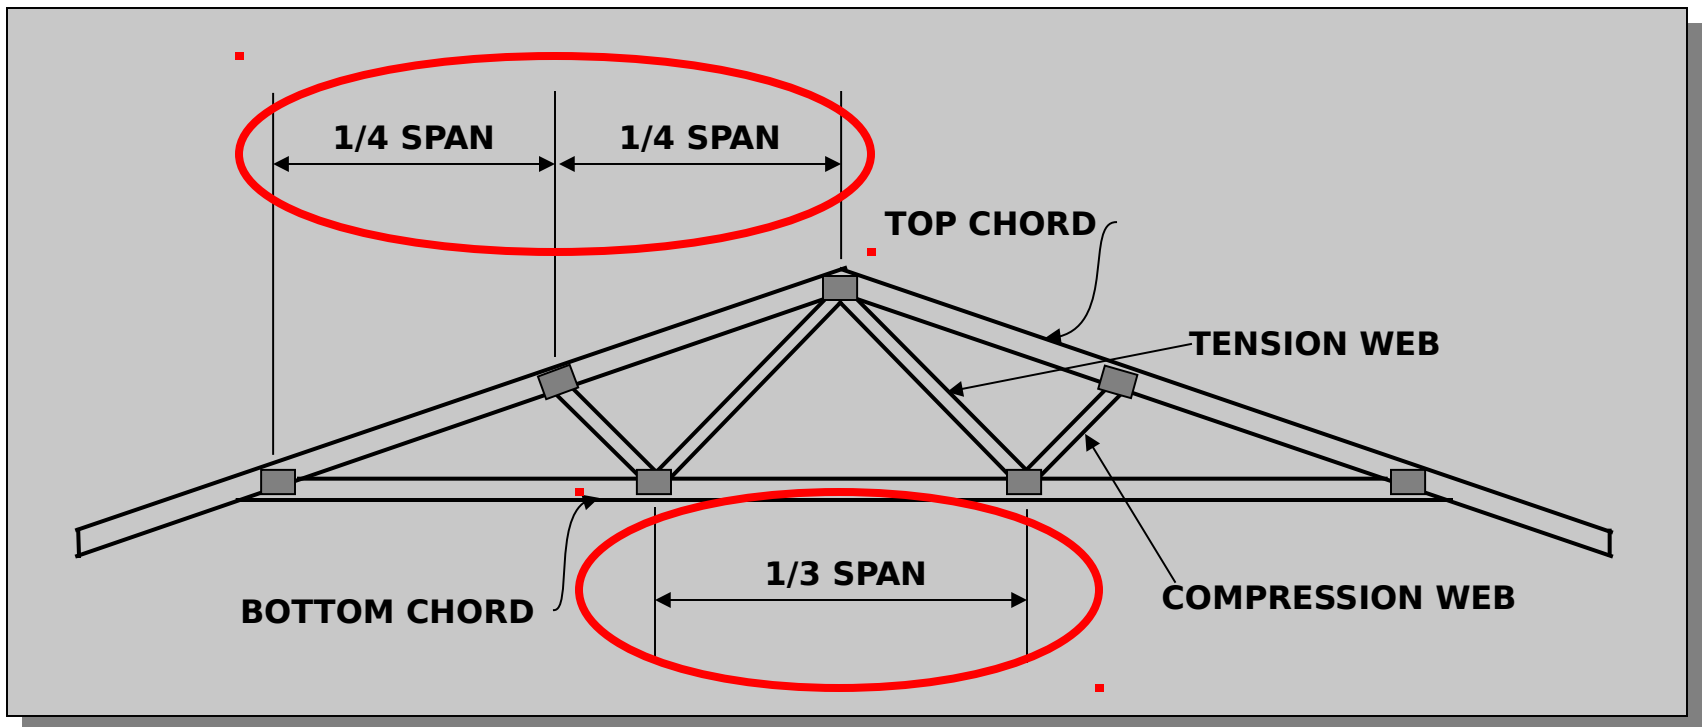 1/4 SPAN
1/4 SPAN
TOP CHORD
TENSION WEB
1/3 SPAN
COMPRESSION WEB
BOTTOM CHORD